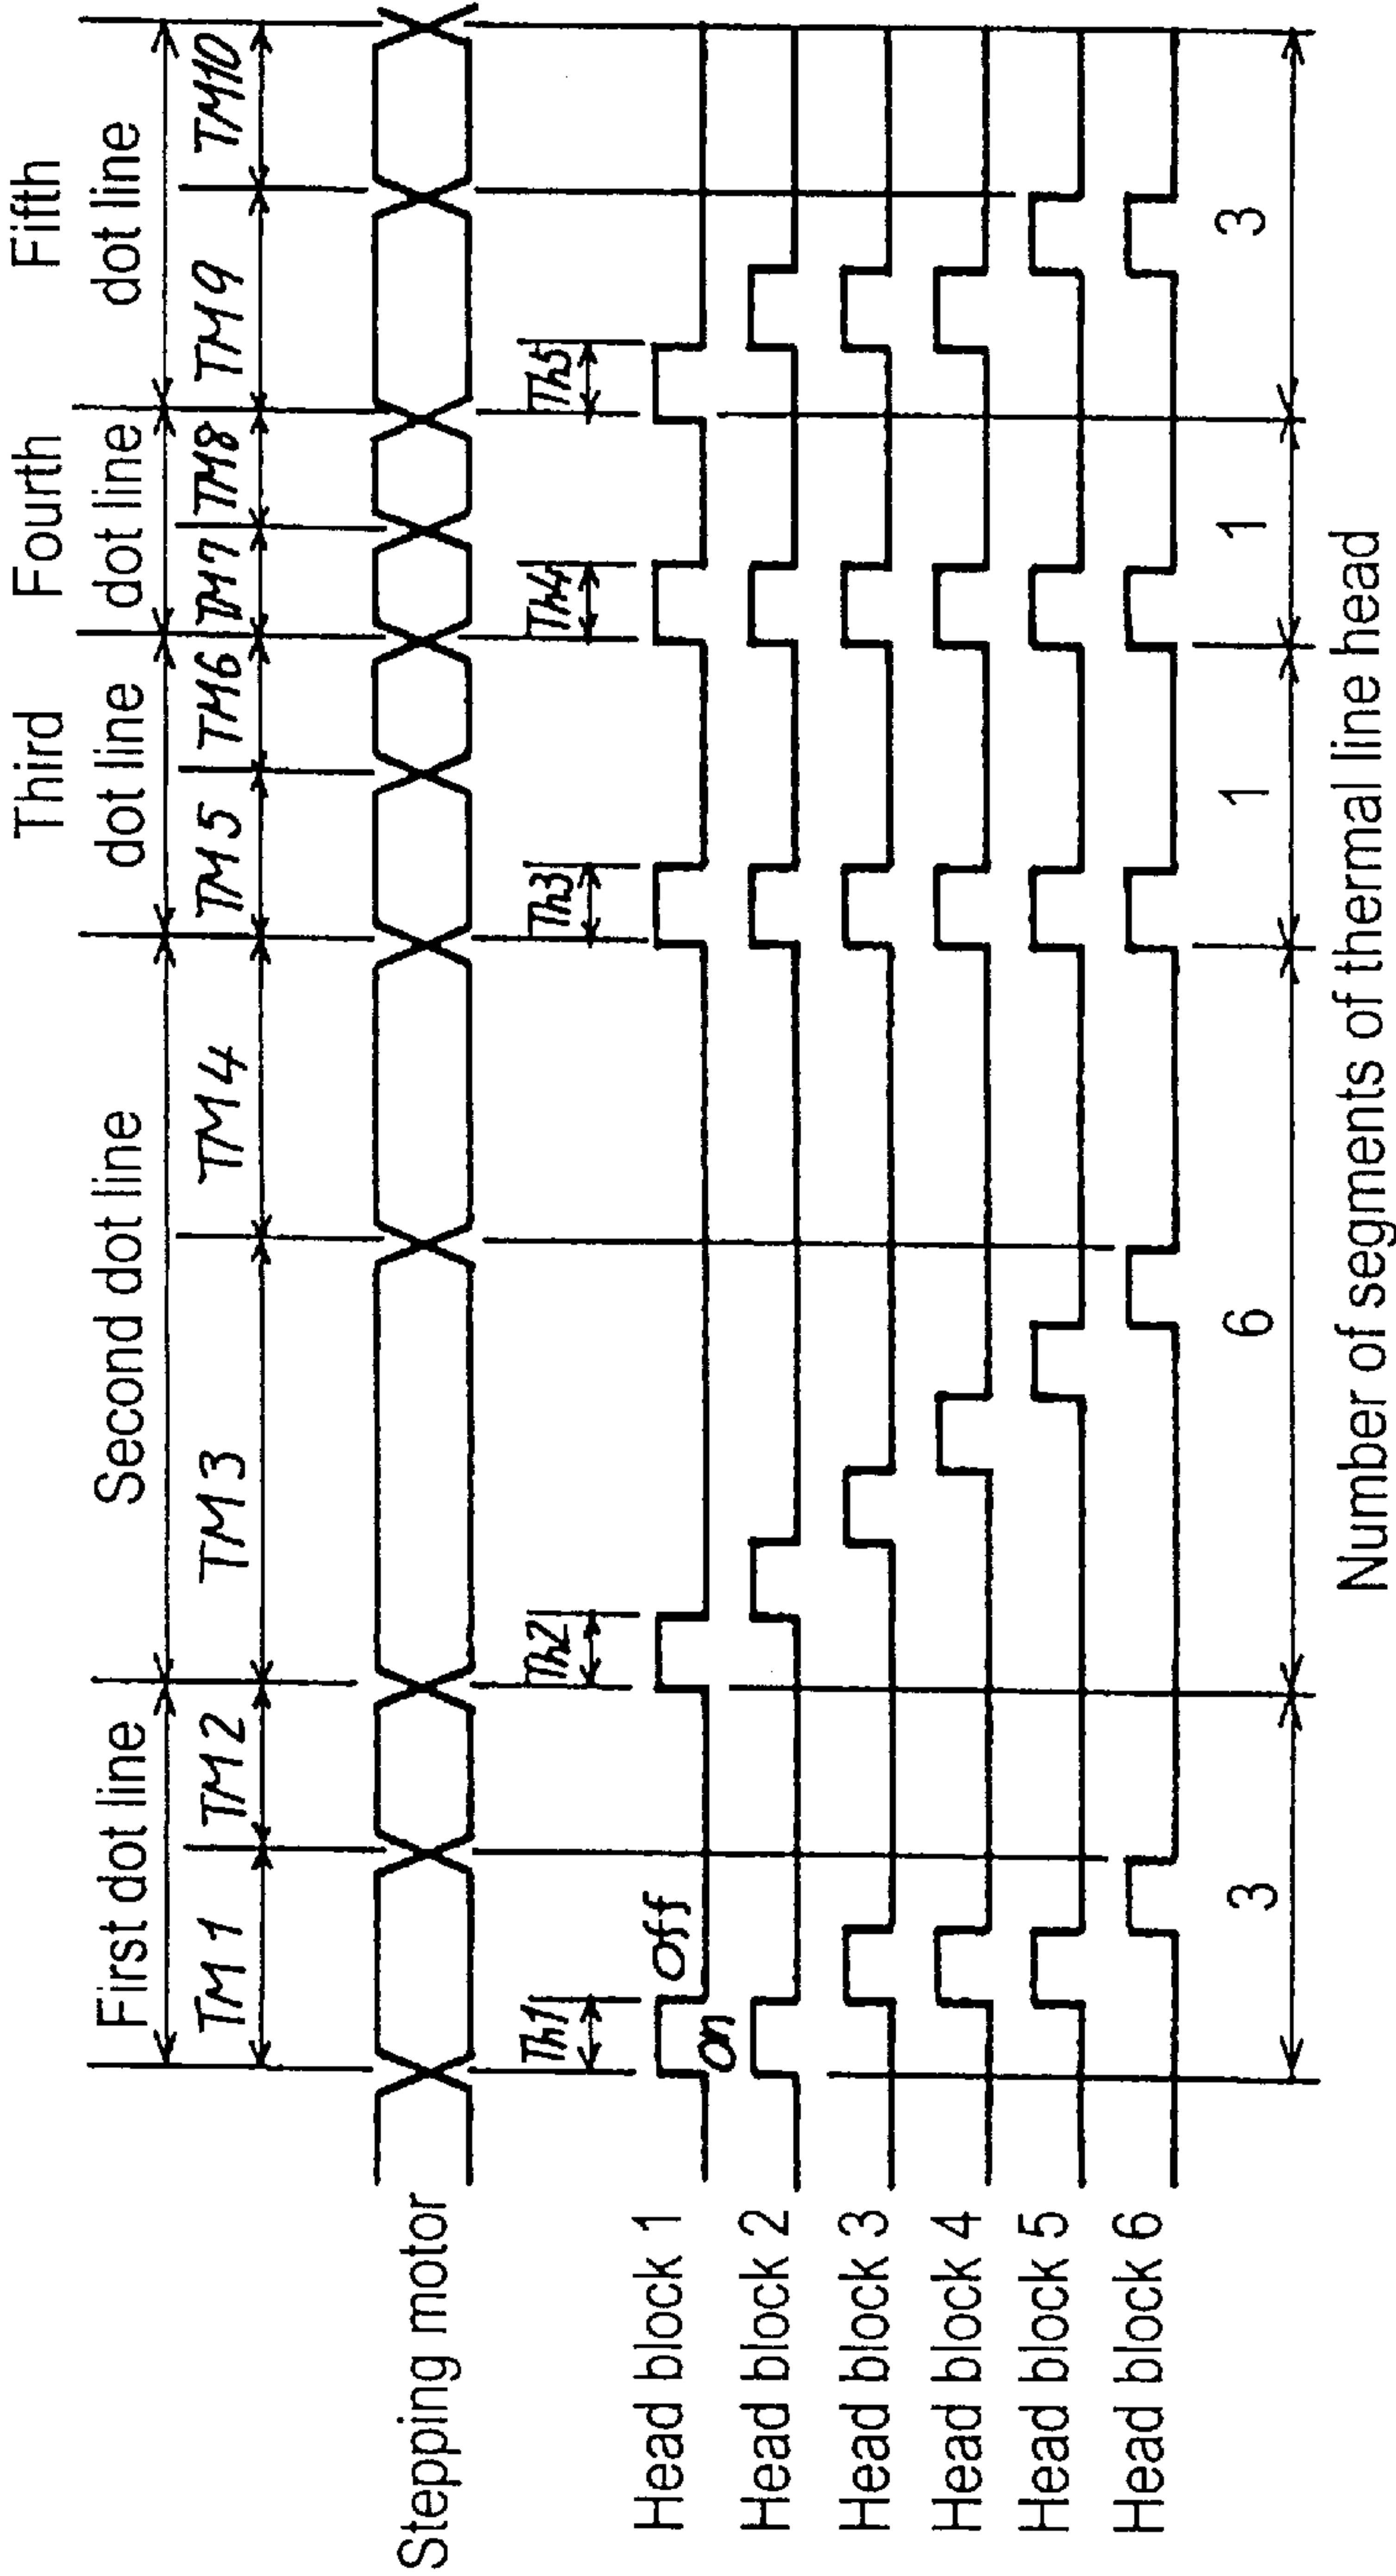 First dot line
Second dot line
Third
dot line
Fourth
dot line
Fifth
dot line
TM1
TM2
TM3
TM4
TM5
TM6
TM7
TM8
TM9
TM10
Stepping motor
Th1
Th2
Th3
Th4
Th5
Head block 1
on
off
Head block 2
Head block 3
Head block 4
Head block 5
Head block 6
3
6
1
1
3
Number of segments of thermal line head